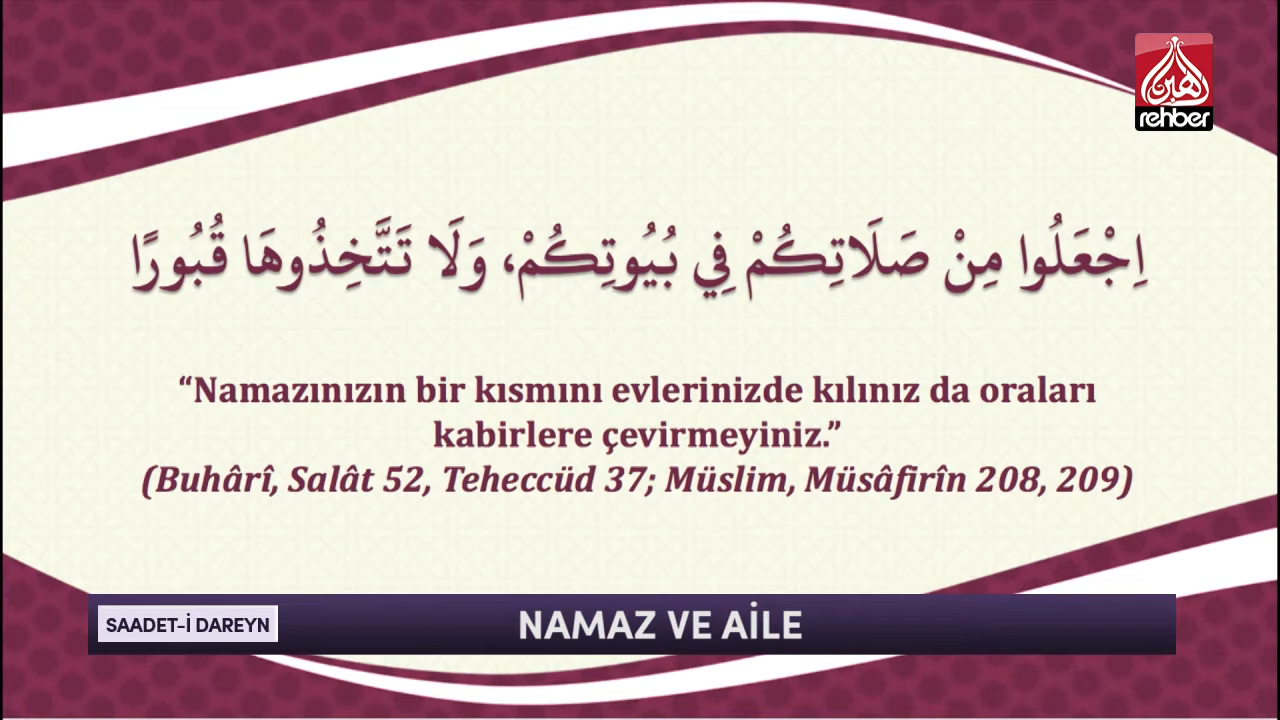 رهبر
rehber
اِجْعَلُوا مِنْ صَلَاتِكُمْ فِي بُيُوتِكُمْ، وَلَا تَتَّخِذُوهَا قُبُورًا
“Namazınızın bir kısmını evlerinizde kılınız da oraları
kabirlere çevirmeyiniz.”
(Buhârî, Salât 52, Teheccüd 37; Müslim, Müsâfirîn 208, 209)
SAADET-İ DAREYN
NAMAZ VE AİLE